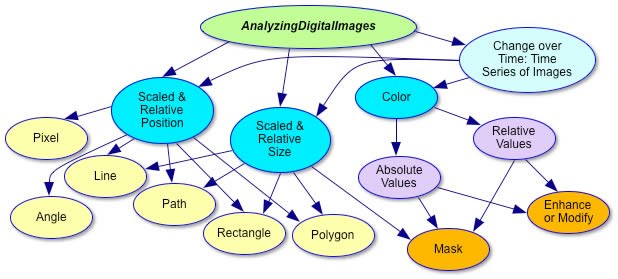 AnalyzingDigitalImages
Change over
Time: Time
Series of Images
Scaled &
Relative
Position
Color
Scaled &
Relative
Size
Relative
Values
Pixel
Line
Absolute
Values
Path
Angle
Enhance
or Modify
Rectangle
Polygon
Mask